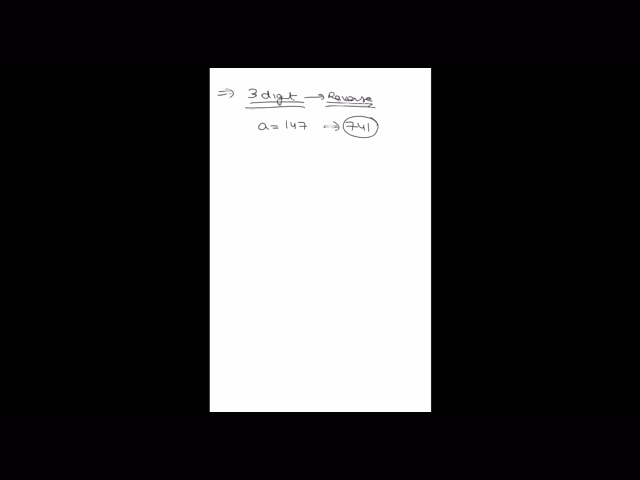 ⇒ 3 digit → Reverse
a = 147 ⇒ 741